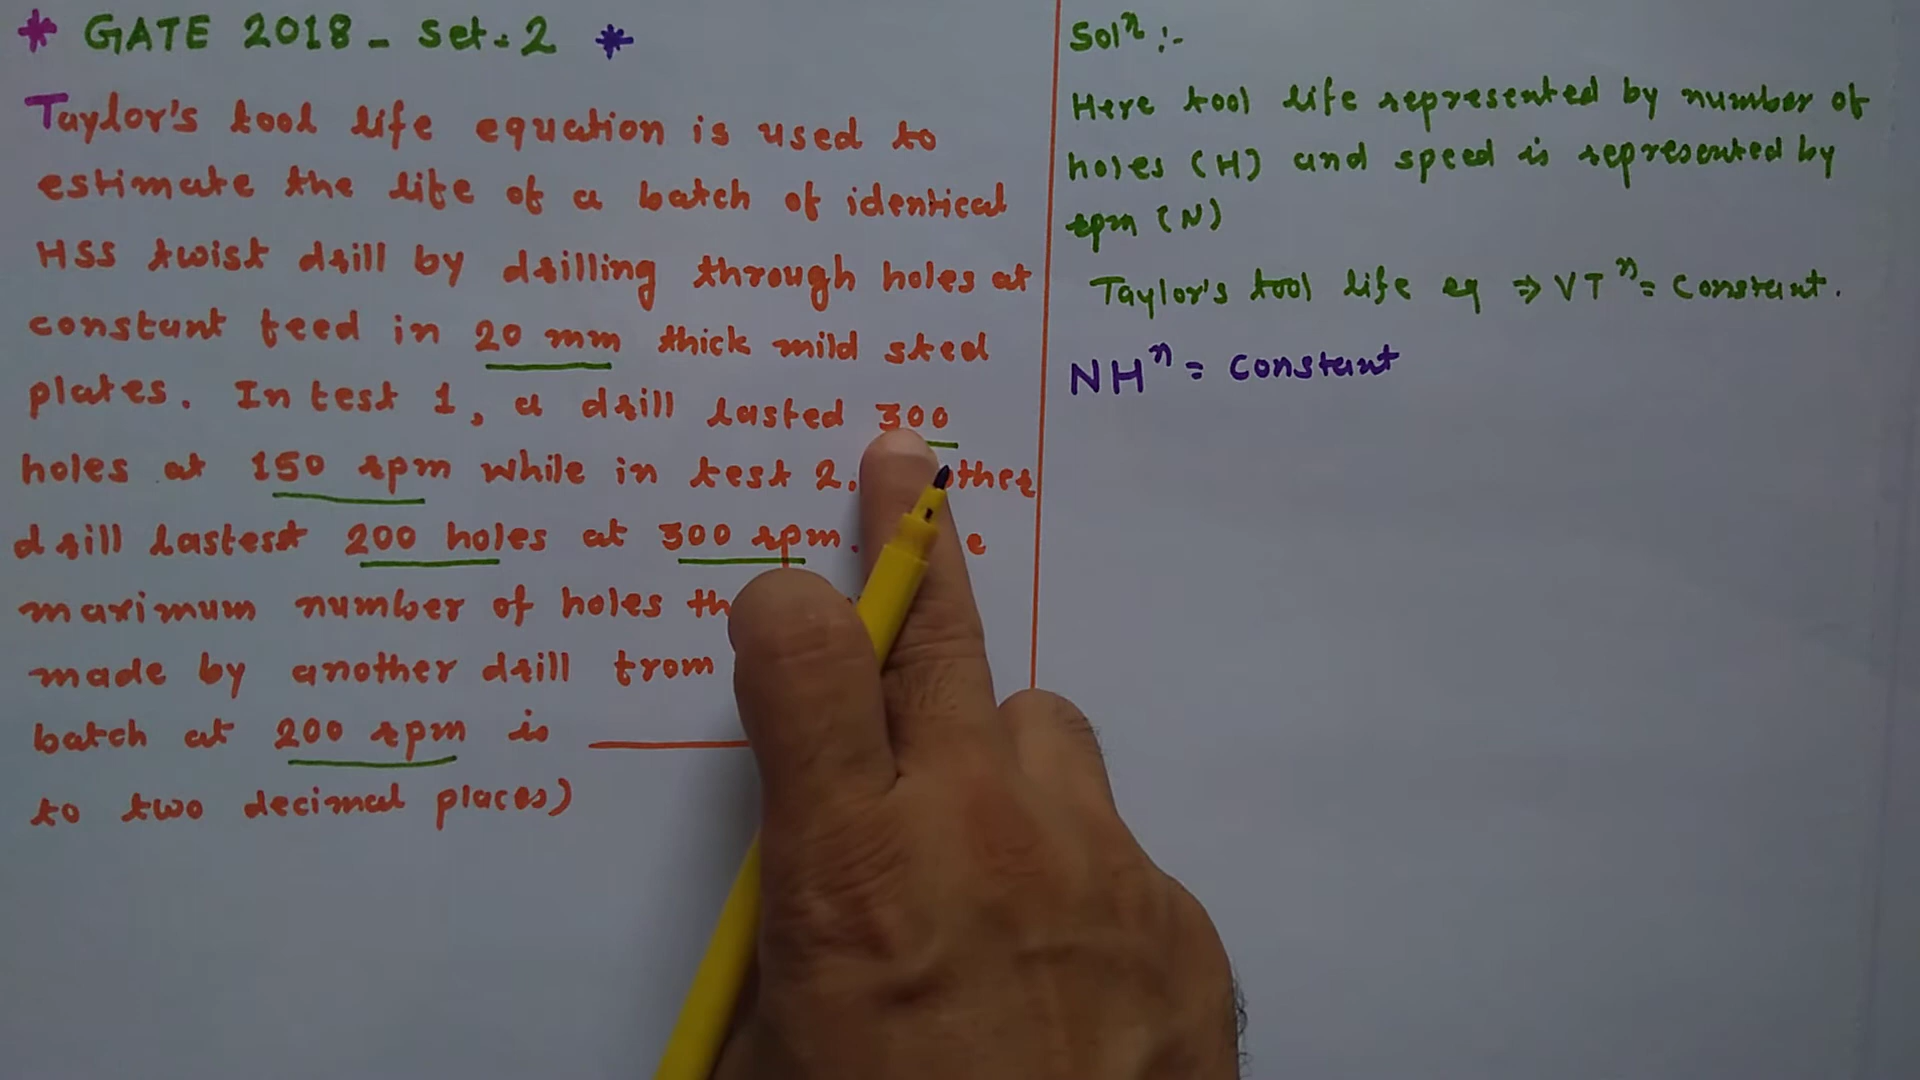 * GATE 2018 - Set-2 *
Taylor's tool life equation is used to
estimate the life of a batch of identical
HSS twist drill by drilling through holes at
constant feed in 20 mm thick mild steel
plates. In test 1, a drill lasted 300
holes at 150 rpm while in test 2.
drill lastest 200 holes at 300 rpm.
maximum number of holes
made by another drill from
batch at 200 rpm is
to two decimal places)
Solⁿ :-
Here tool life represented by number of
holes (H) and speed is represented by
rpm (N)
Taylor's tool life eq ⇒ VTⁿ = Constant.
NHⁿ = Constant